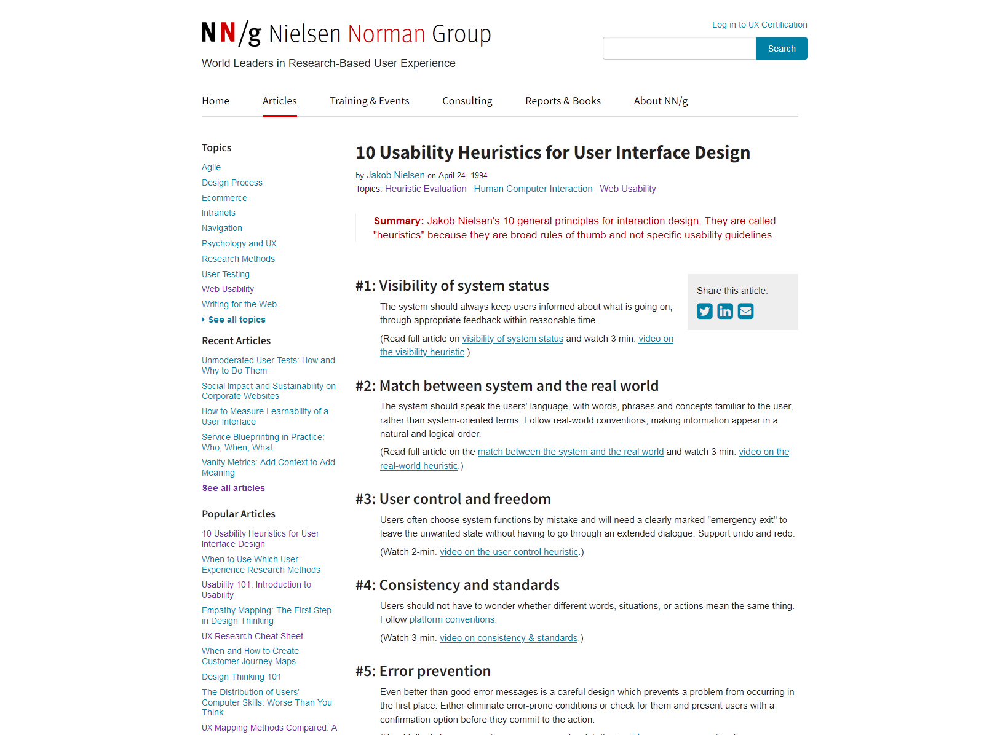 NN/g Nielsen Norman Group
World Leaders in Research-Based User Experience
Log in to UX Certification
Search
Home Articles Training & Events Consulting Reports & Books About NN/g
Topics
Agile
Design Process
Ecommerce
Intranets
Navigation
Psychology and UX
Research Methods
User Testing
Web Usability
Writing for the Web
See all topics
Recent Articles
Unmoderated User Tests: How and
Why to Do Them
Social Impact and Sustainability on
Corporate Websites
How to Measure Learnability of a
User Interface
Service Blueprinting in Practice:
Who, When, What
Vanity Metrics: Add Context to Add
Meaning
See all articles
Popular Articles
10 Usability Heuristics for User
Interface Design
When to Use Which User-
Experience Research Methods
Usability 101: Introduction to
Usability
Empathy Mapping: The First Step
in Design Thinking
UX Research Cheat Sheet
When and How to Create
Customer Journey Maps
Design Thinking 101
The Distribution of Users'
Computer Skills: Worse Than You
Think
UX Mapping Methods Compared: A
10 Usability Heuristics for User Interface Design
by Jakob Nielsen on April 24, 1994
Topics: Heuristic Evaluation Human Computer Interaction Web Usability
Summary: Jakob Nielsen's 10 general principles for interaction design. They are called
"heuristics" because they are broad rules of thumb and not specific usability guidelines.
Share this article:
#1: Visibility of system status
The system should always keep users informed about what is going on,
through appropriate feedback within reasonable time.
(Read full article on visibility of system status and watch 3 min. video on
the visibility heuristic.)
#2: Match between system and the real world
The system should speak the users' language, with words, phrases and concepts familiar to the user,
rather than system-oriented terms. Follow real-world conventions, making information appear in a
natural and logical order.
(Read full article on the match between the system and the real world and watch 3 min. video on the
real-world heuristic.)
#3: User control and freedom
Users often choose system functions by mistake and will need a clearly marked "emergency exit" to
leave the unwanted state without having to go through an extended dialogue. Support undo and redo.
(Watch 2-min. video on the user control heuristic.)
#4: Consistency and standards
Users should not have to wonder whether different words, situations, or actions mean the same thing.
Follow platform conventions.
(Watch 3-min. video on consistency & standards.)
#5: Error prevention
Even better than good error messages is a careful design which prevents a problem from occurring in
the first place. Either eliminate error-prone conditions or check for them and present users with a
confirmation option before they commit to the action.